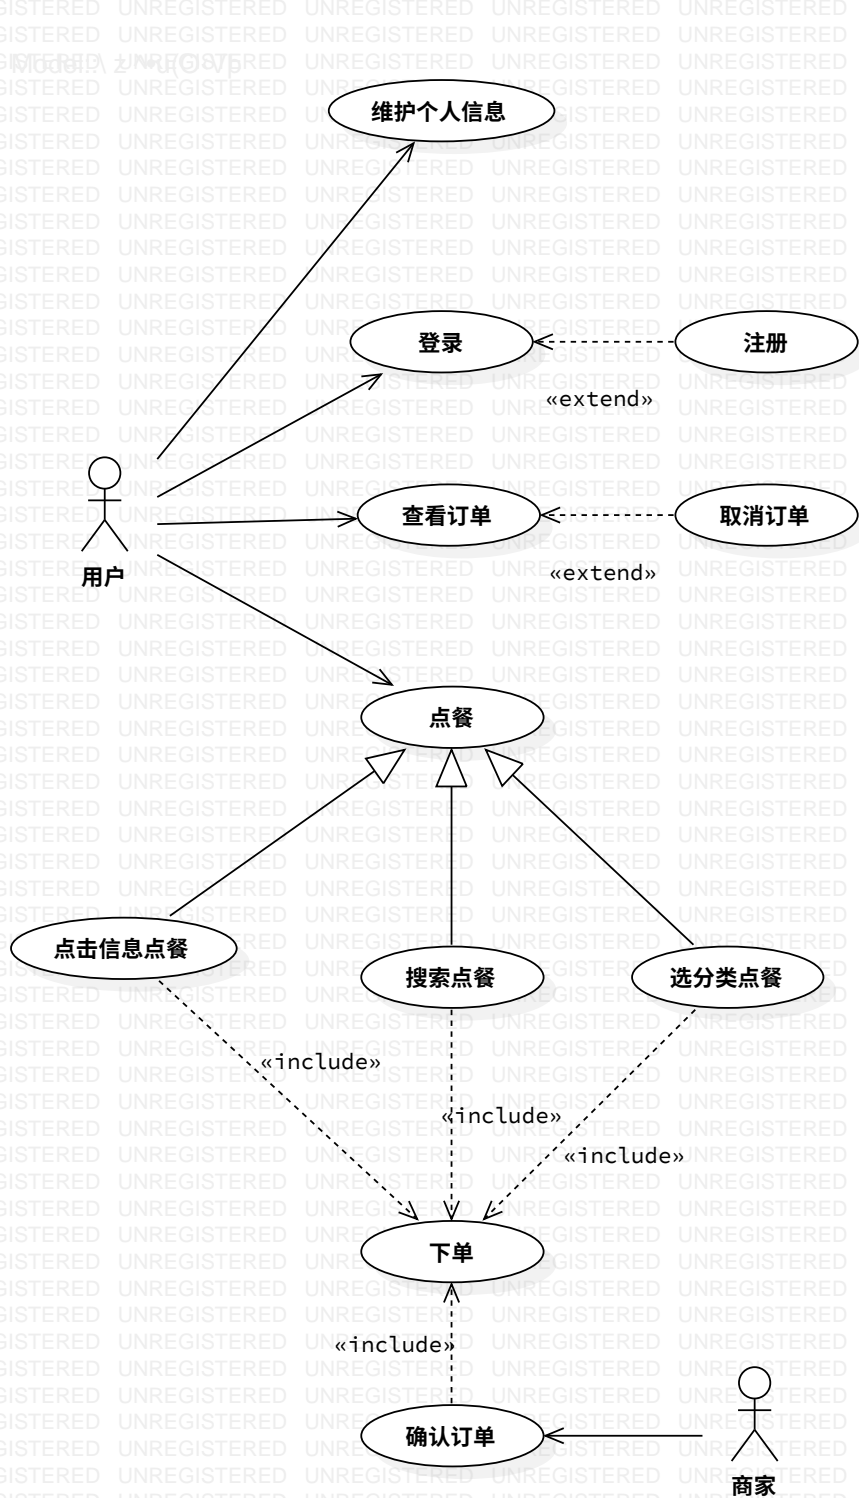 维护个人信息
登录
注册
«extend»
查看订单
取消订单
«extend»
用户
点餐
点击信息点餐
搜索点餐
选分类点餐
«include»
«include»
«include»
下单
«include»
确认订单
商家